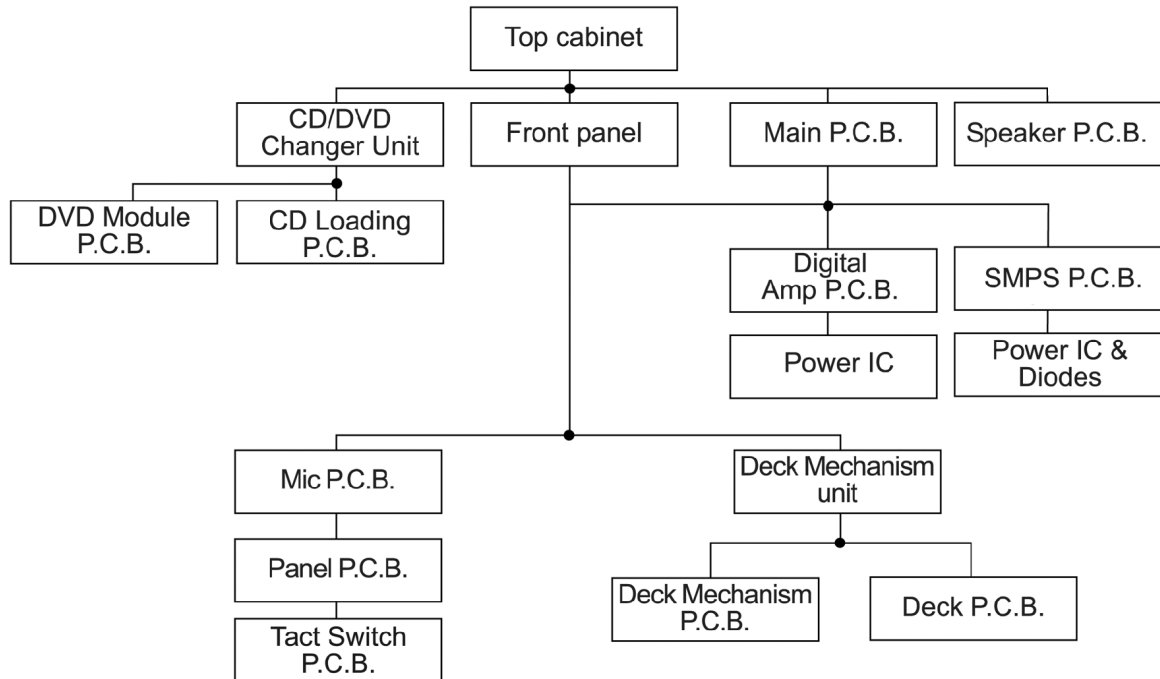 Top cabinet
CD/DVD
Changer Unit
Front panel
Main P.C.B.
Speaker P.C.B.
DVD Module
P.C.B.
CD Loading
P.C.B.
Digital
Amp P.C.B.
SMPS P.C.B.
Power IC
Power IC &
Diodes
Mic P.C.B.
Deck Mechanism
unit
Panel P.C.B.
Deck Mechanism
P.C.B.
Deck P.C.B.
Tact Switch
P.C.B.